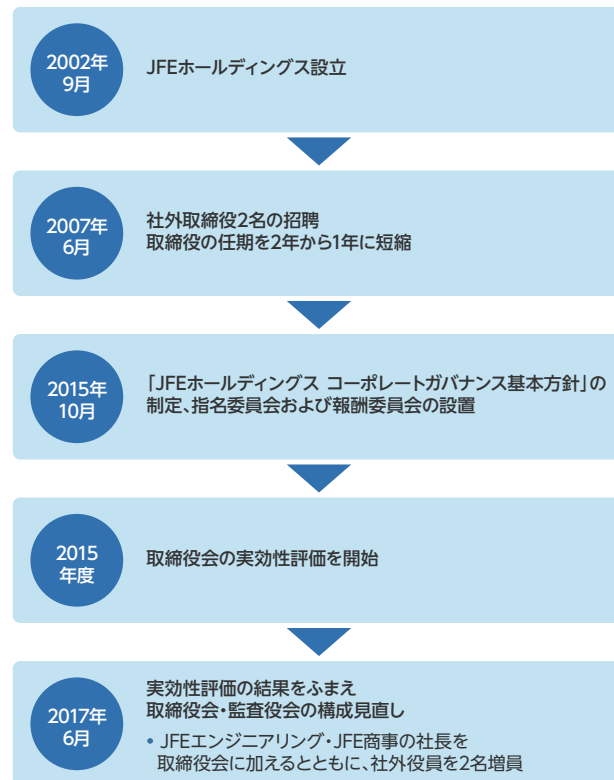 2002年
9月
JFEホールディングス設立
2007年
6月
社外取締役2名の招聘
取締役の任期を2年から1年に短縮
2015年
10月
「JFEホールディングス コーポレートガバナンス基本方針」の
制定、指名委員会および報酬委員会の設置
2015
年度
取締役会の実効性評価を開始
2017年
6月
実効性評価の結果をふまえ
取締役会・監査役会の構成見直し
• JFEエンジニアリング・JFE商事の社長を
取締役会に加えるとともに、社外役員を2名増員